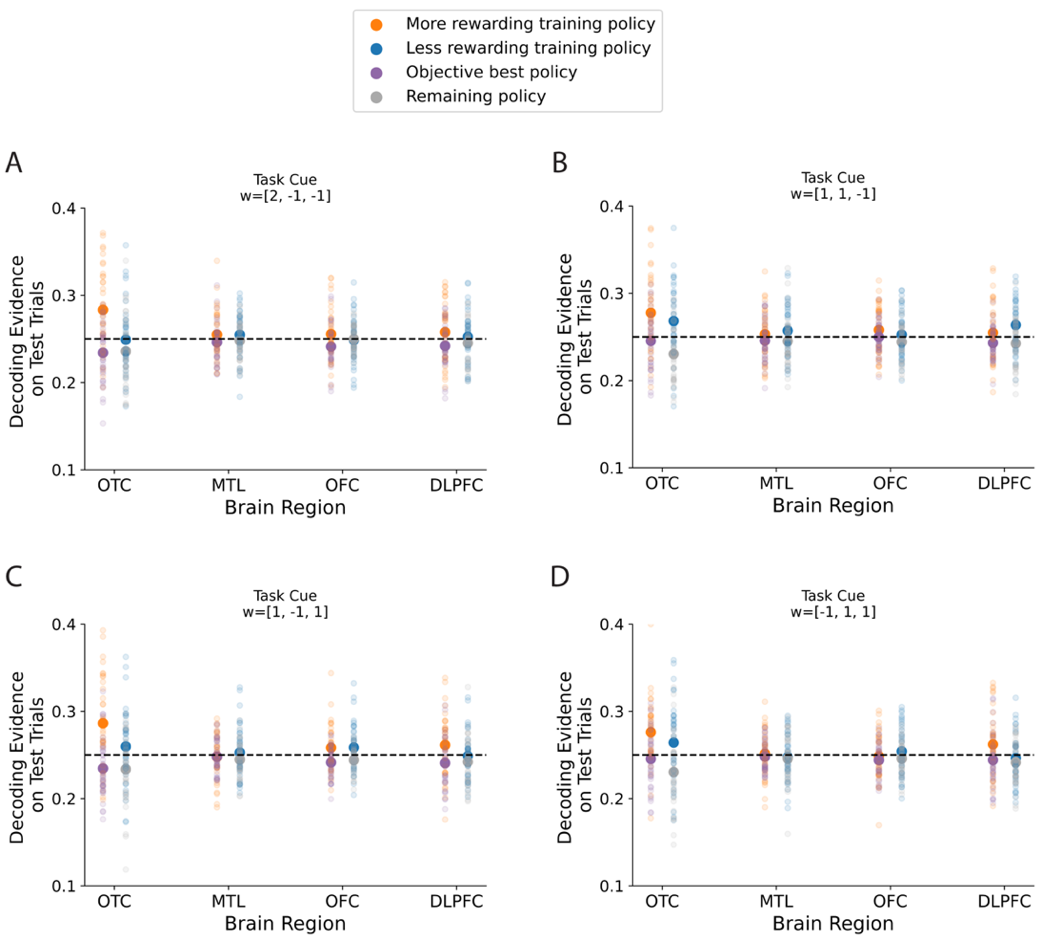 More rewarding training policy
Less rewarding training policy
Objective best policy
Remaining policy
A
Task Cue
w=[2, -1, -1]
0.4
0.3
0.2
0.1
Decoding Evidence
on Test Trials
OTC MTL OFC DLPFC
Brain Region
B
Task Cue
w=[1, 1, -1]
0.4
0.3
0.2
0.1
Decoding Evidence
on Test Trials
OTC MTL OFC DLPFC
Brain Region
C
Task Cue
w=[1, -1, 1]
0.4
0.3
0.2
0.1
Decoding Evidence
on Test Trials
OTC MTL OFC DLPFC
Brain Region
D
Task Cue
w=[-1, 1, 1]
0.4
0.3
0.2
0.1
Decoding Evidence
on Test Trials
OTC MTL OFC DLPFC
Brain Region